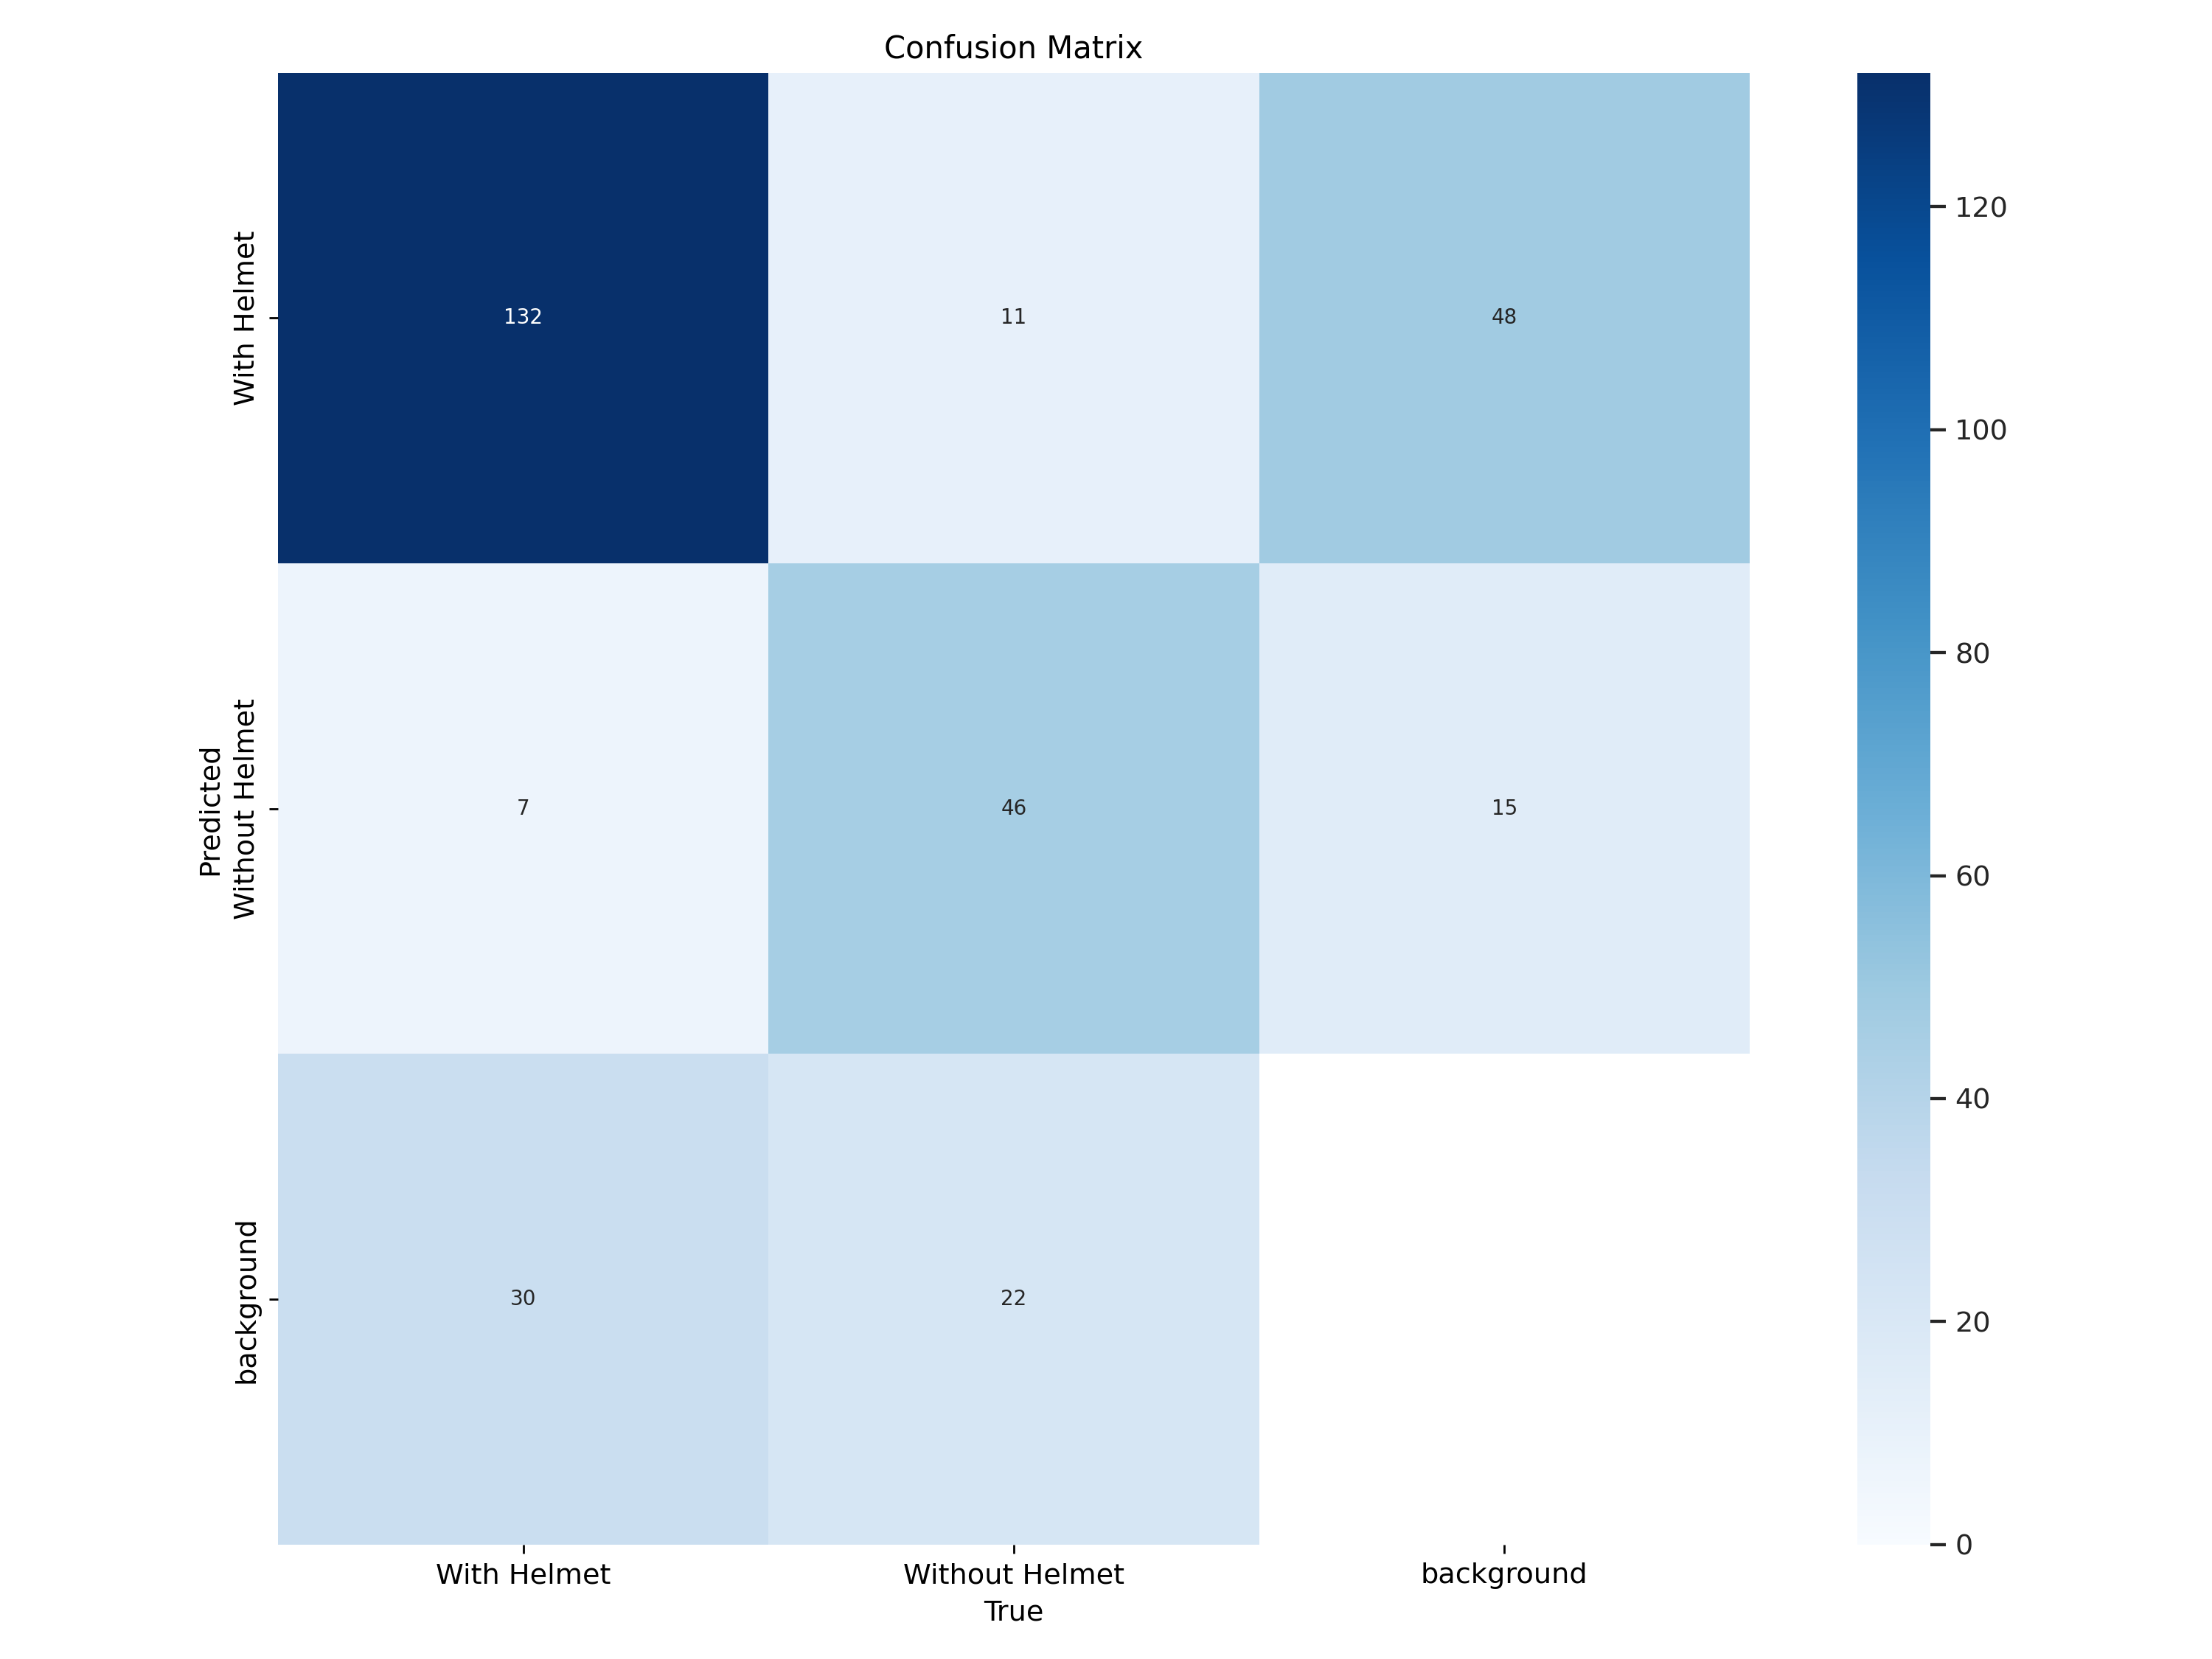 Confusion Matrix
With Helmet
132 11 48
120
100
80
60
40
20
0
Predicted
Without Helmet
7 46 15
background
30 22
With Helmet Without Helmet background
True